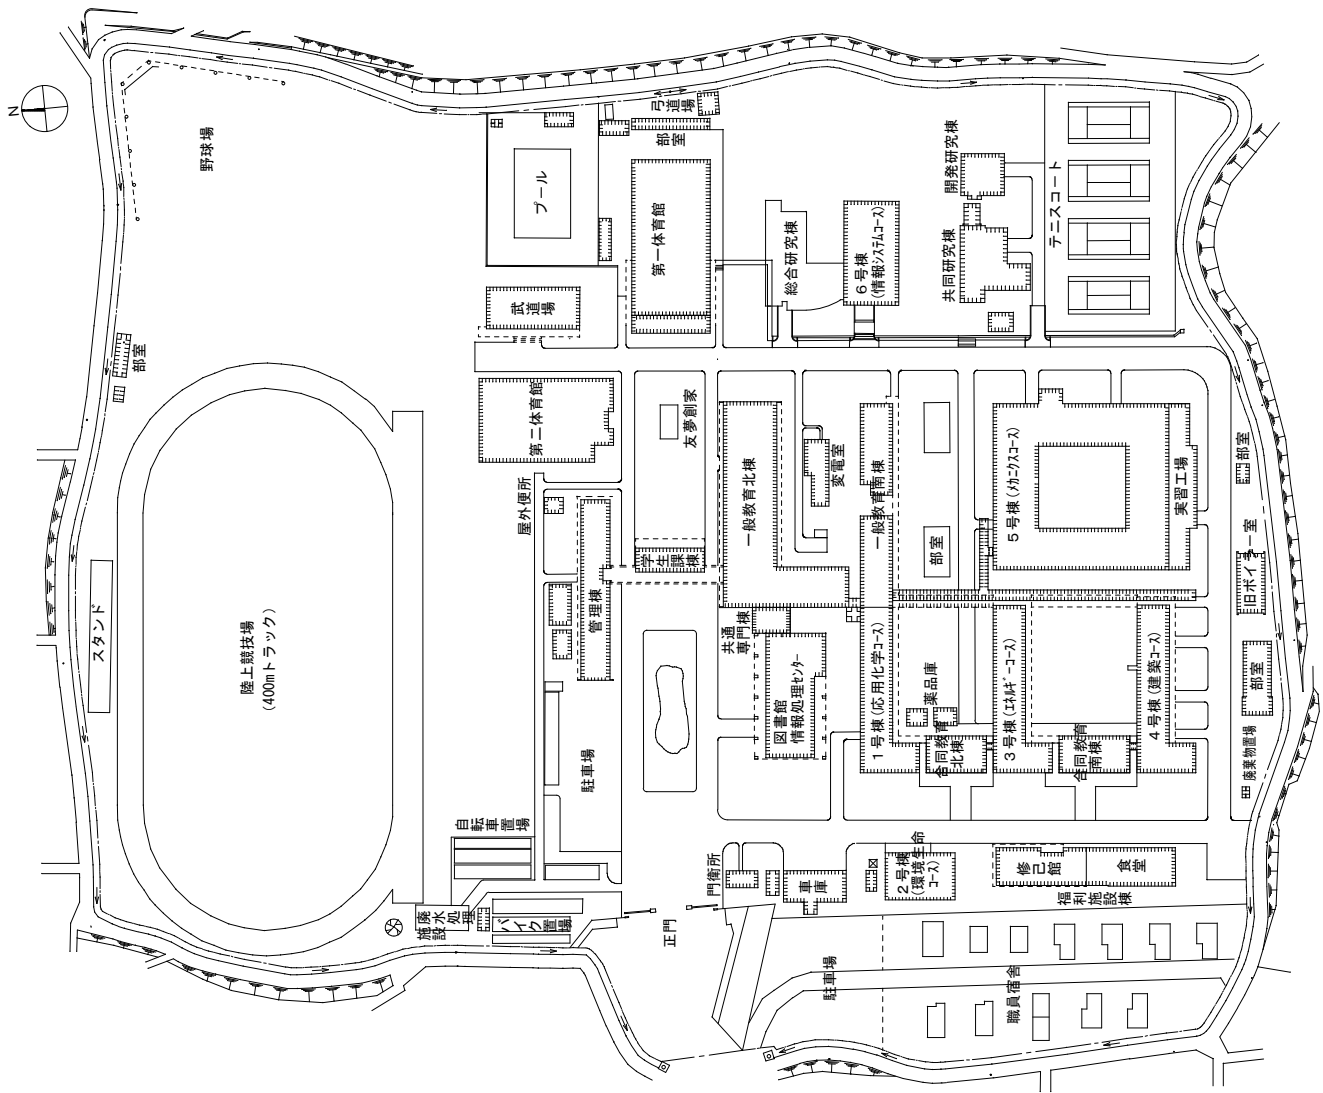 N
野球場
部室
陸上競技場
(400mトラック)
スタンド
プール
弓道場
部室
第一体育館
武道場
第二体育館
屋外便所
管理棟
学生課棟
友夢創家
駐車場
自転車置場
廃水処理
施設
バイク置場
総合研究棟
6号棟
(情報システムコース)
開発研究棟
共同研究棟
テニスコート
一般教育北棟
変電室
一般教育南棟
部室
5号棟(メカニクスコース)
実習工場
部室
旧ボイラー室
部室
共通
専門棟
図書館
情報処理センター
1号棟(応用化学コース)
薬品庫
合同教育
北棟
3号棟(エネルギーコース)
合同教育
南棟
4号棟(建築コース)
廃棄物置場
門衛所
正門
車庫
2号棟
(環境生命
コース)
修己館
食堂
福利施設棟
駐車場
職員宿舎